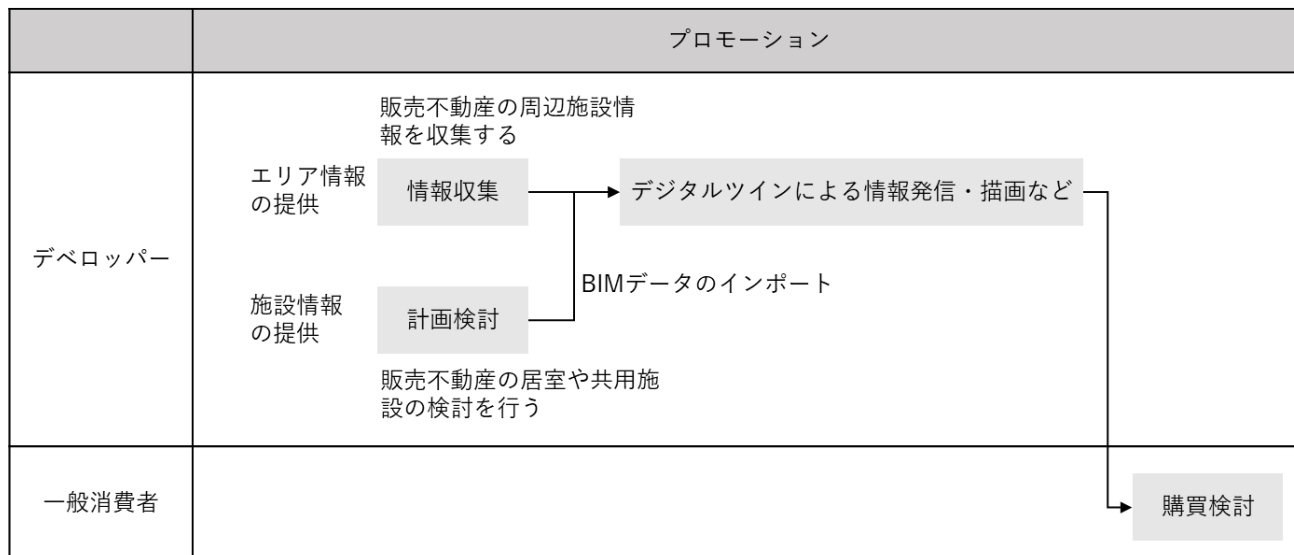 プロモーション
デベロッパー
販売不動産の周辺施設情
報を収集する
エリア情報
の提供
情報収集
デジタルツインによる情報発信・描画など
BIMデータのインポート
施設情報
の提供
計画検討
販売不動産の居室や共用施
設の検討を行う
一般消費者
購買検討